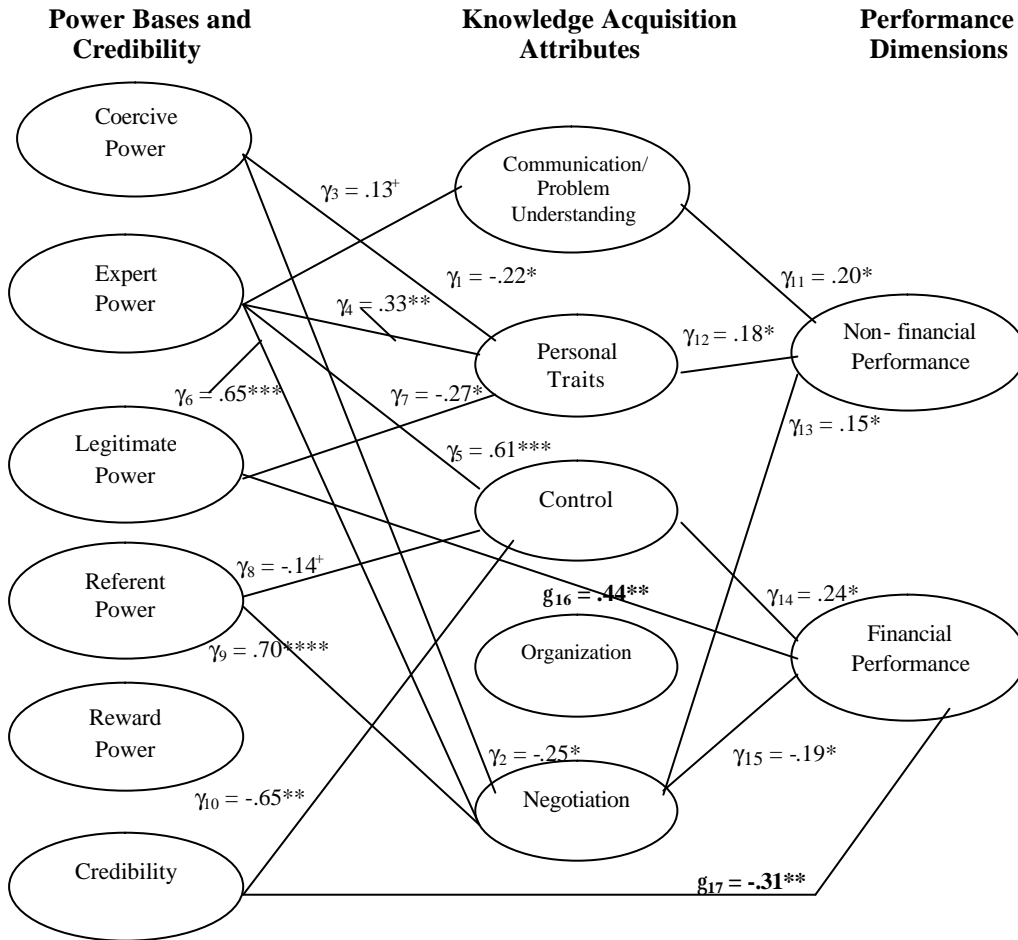 Power Bases and
Credibility
Knowledge Acquisition
Attributes
Performance
Dimensions
Coercive
Power
Communication/
Problem
Understanding
γ3 = .13+
Expert
Power
γ1 = -.22*
γ4 = .33**
γ11 = .20*
Personal
Traits
γ12 = .18*
Non- financial
Performance
γ6 = .65***
γ7 = -.27*
Legitimate
Power
γ5 = .61***
γ13 = .15*
Control
Referent
Power
γ8 = -.14+
g16 = .44**
γ14 = .24*
γ9 = .70****
Organization
Financial
Performance
Reward
Power
γ2 = -.25*
γ15 = -.19*
γ10 = -.65**
Negotiation
Credibility
g17 = -.31**